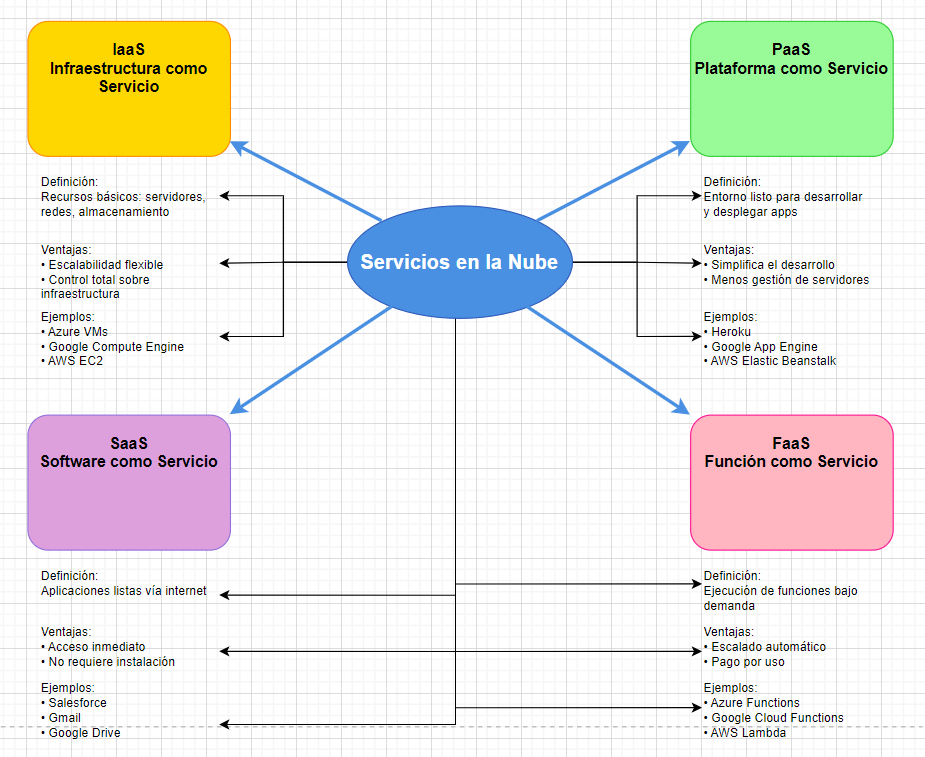 IaaS
Infraestructura como
Servicio
Definición:
Recursos básicos: servidores,
redes, almacenamiento
Ventajas:
• Escalabilidad flexible
• Control total sobre
infraestructura
Ejemplos:
• Azure VMs
• Google Compute Engine
• AWS EC2
PaaS
Plataforma como Servicio
Definición:
Entorno listo para desarrollar
y desplegar apps
Ventajas:
• Simplifica el desarrollo
• Menos gestión de servidores
Ejemplos:
• Heroku
• Google App Engine
• AWS Elastic Beanstalk
Servicios en la Nube
SaaS
Software como Servicio
Definición:
Aplicaciones listas vía internet
Ventajas:
• Acceso inmediato
• No requiere instalación
Ejemplos:
• Salesforce
• Gmail
• Google Drive
FaaS
Función como Servicio
Definición:
Ejecución de funciones bajo
demanda
Ventajas:
• Escalado automático
• Pago por uso
Ejemplos:
• Azure Functions
• Google Cloud Functions
• AWS Lambda